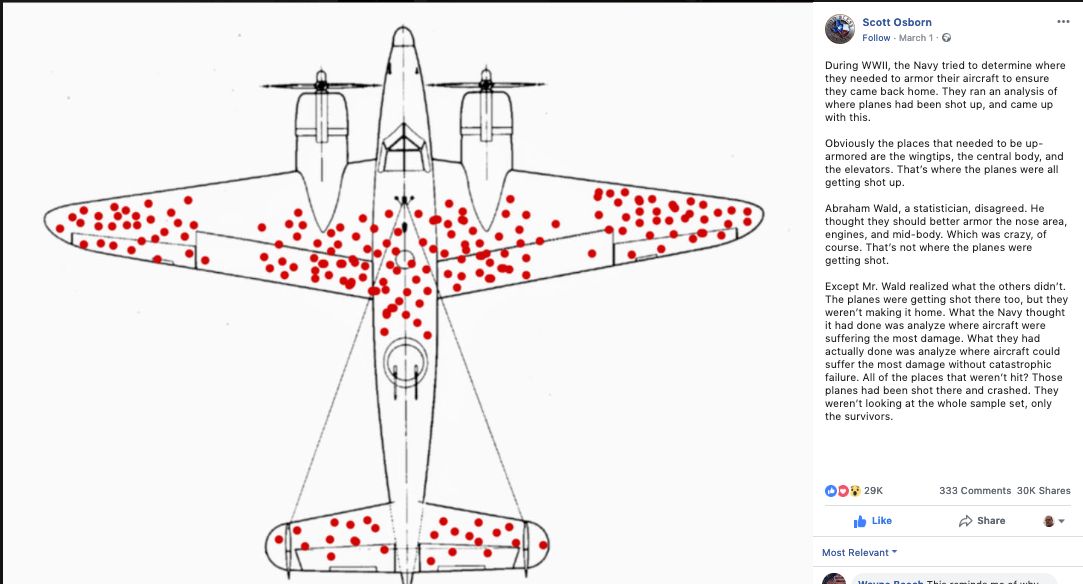 Scott Osborn
Follow · March 1 ·
During WWII, the Navy tried to determine where
they needed to armor their aircraft to ensure
they came back home. They ran an analysis of
where planes had been shot up, and came up
with this.
Obviously the places that needed to be up-
armored are the wingtips, the central body, and
the elevators. That's where the planes were all
getting shot up.
Abraham Wald, a statistician, disagreed. He
thought they should better armor the nose area,
engines, and mid-body. Which was crazy, of
course. That's not where the planes were
getting shot.
Except Mr. Wald realized what the others didn't.
The planes were getting shot there too, but they
weren't making it home. What the Navy thought
it had done was analyze where aircraft were
suffering the most damage. What they had
actually done was analyze where aircraft could
suffer the most damage without catastrophic
failure. All of the places that weren't hit? Those
planes had been shot there and crashed. They
weren't looking at the whole sample set, only
the survivors.
29K 333 Comments 30K Shares
Like Share
Most Relevant
This reminds me of why